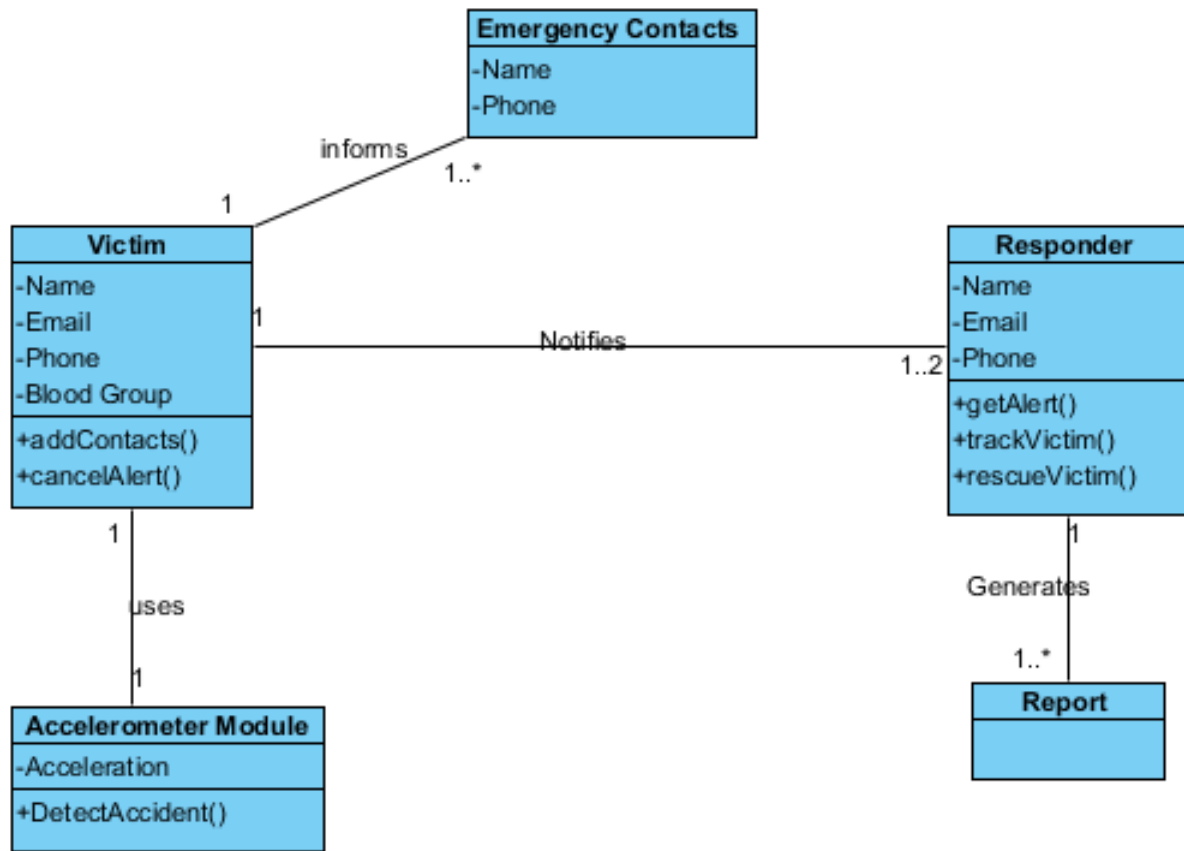 Emergency Contacts
-Name
-Phone
informs
1..*
1
Victim
-Name
-Email
-Phone
-Blood Group
+addContacts()
+cancelAlert()
1
Notifies
1..2
Responder
-Name
-Email
-Phone
+getAlert()
+trackVictim()
+rescueVictim()
1
uses
1
1
Generates
1..*
Accelerometer Module
-Acceleration
+DetectAccident()
Report